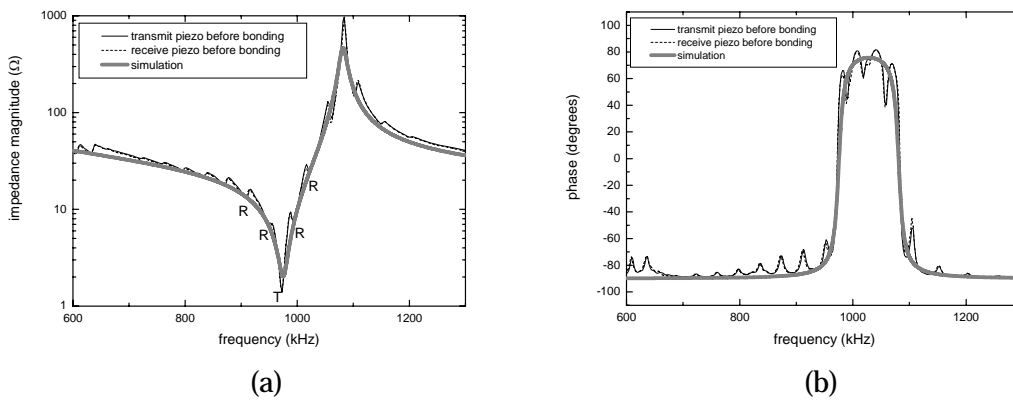 transmit piezo before bonding
receive piezo before bonding
simulation
impedance magnitude (Ω)
1000
100
10
1
R
R
R
R
T
600
800
1000
1200
frequency (kHz)
(a)
transmit piezo before bonding
receive piezo before bonding
simulation
phase (degrees)
100
80
60
40
20
0
-20
-40
-60
-80
-100
600
800
1000
1200
frequency (kHz)
(b)